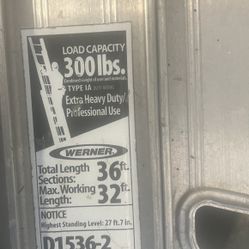 LOAD CAPACITY
300 lbs.
TYPE IA
Extra Heavy Duty/
Professional Use
WERNER
Total Length
Sections: 36 ft.
Max. Working
Length: 32 ft.
NOTICE
Highest Standing Level: 27 ft. 7 in.
D1536-2